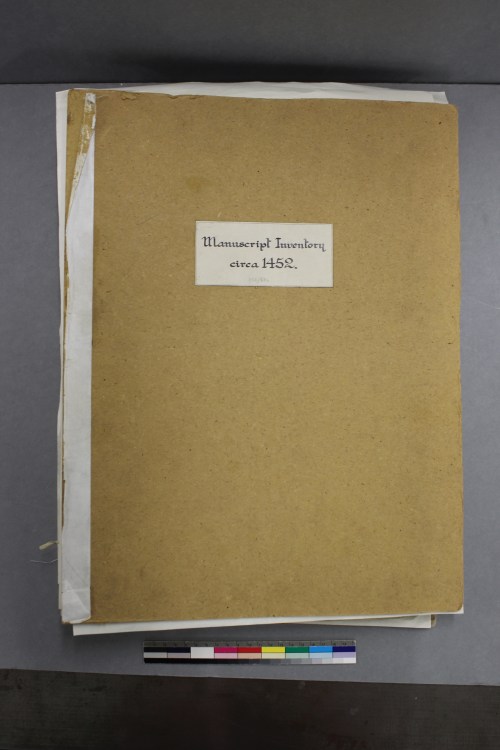 Manuscript Inventory
circa 1452.